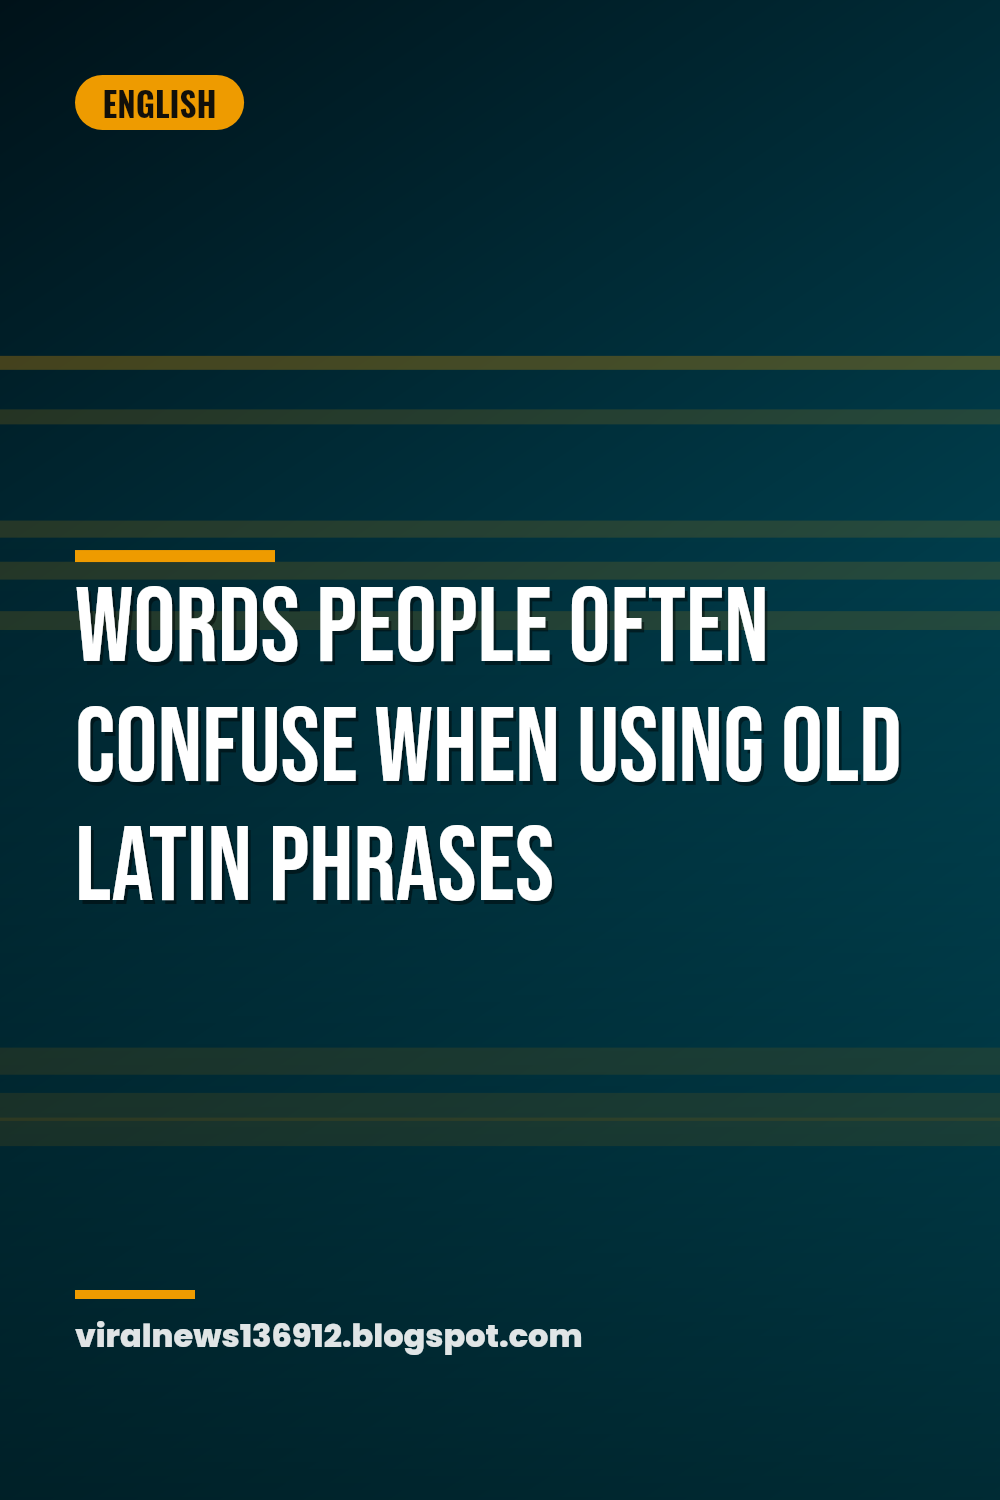 ENGLISH
WORDS PEOPLE OFTEN
CONFUSE WHEN USING OLD
LATIN PHRASES
viralnews136912.blogspot.com